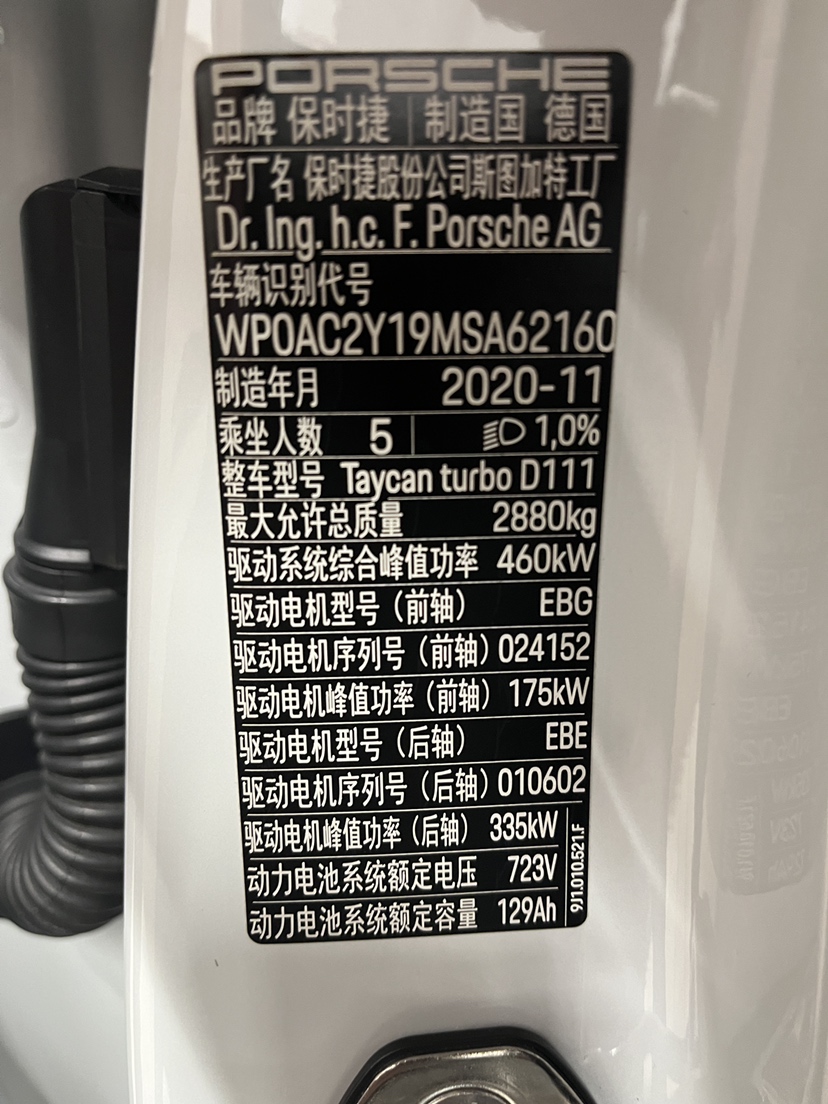 PORSCHE
品牌 保时捷 制造国 德国
生产厂名 保时捷股份公司斯图加特工厂
Dr. Ing. h.c. F. Porsche AG
车辆识别代号
WP0AC2Y19MSA62160
制造年月 2020-11
乘坐人数 5 1,0%
整车型号 Taycan turbo D111
最大允许总质量 2880kg
驱动系统综合峰值功率 460kW
驱动电机型号（前轴） EBG
驱动电机序列号（前轴） 024152
驱动电机峰值功率（前轴） 175kW
驱动电机型号（后轴） EBE
驱动电机序列号（后轴） 010602
驱动电机峰值功率（后轴） 335kW
动力电池系统额定电压 723V
动力电池系统额定容量 129Ah
911.010.521.F